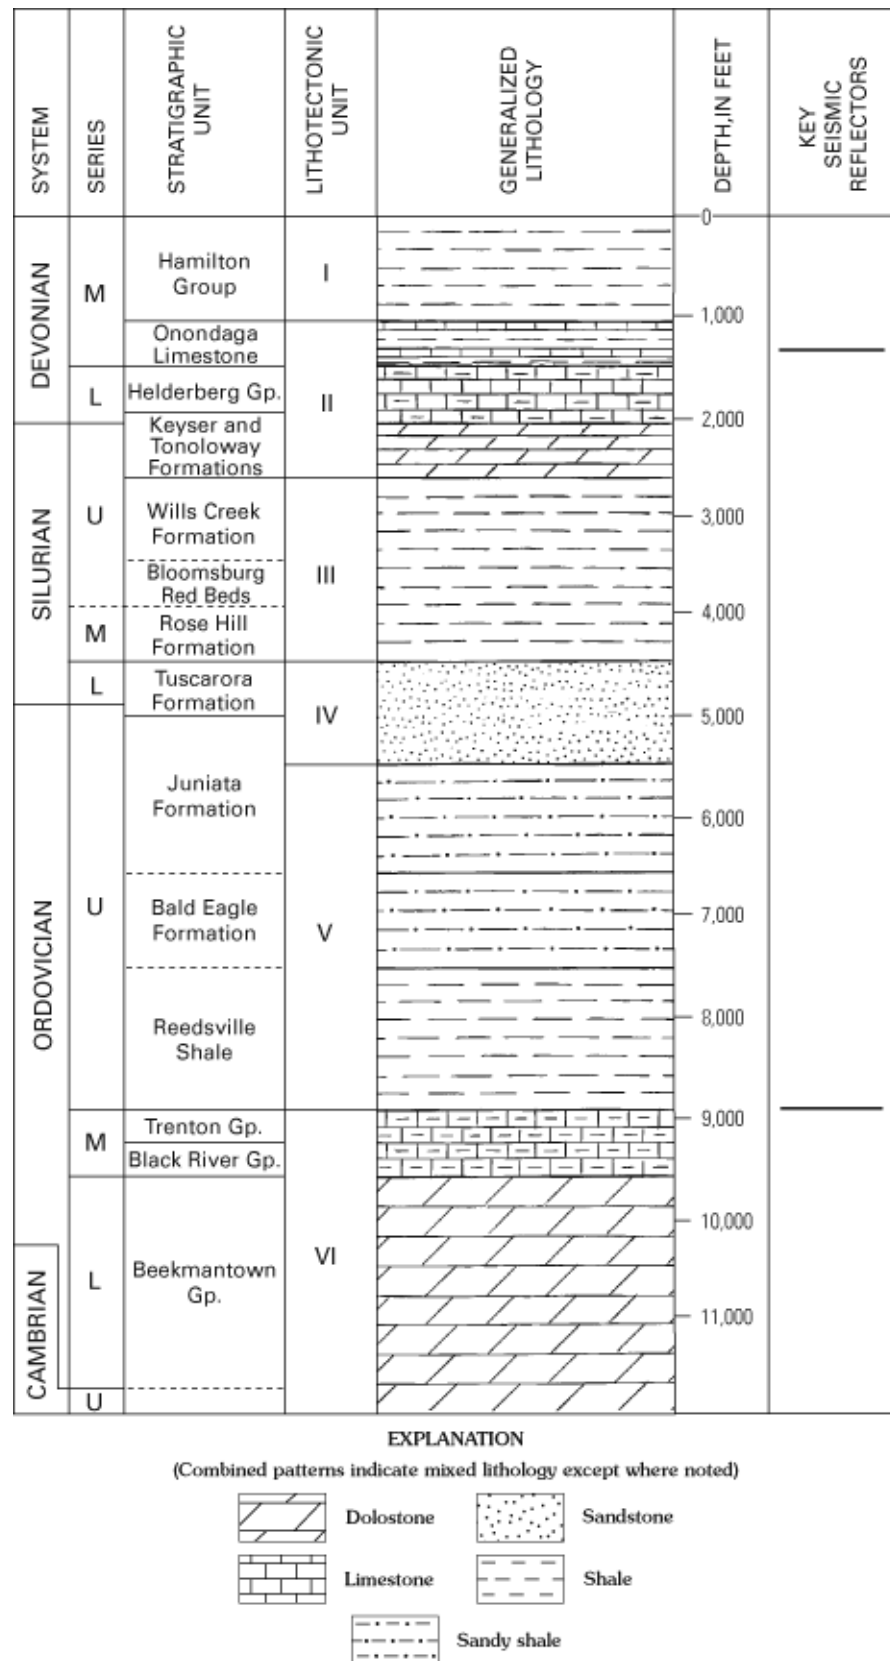 SYSTEM
SERIES
STRATIGRAPHIC
UNIT
LITHOTECTONIC
UNIT
GENERALIZED
LITHOLOGY
DEPTH,IN FEET
KEY
SEISMIC
REFLECTORS
DEVONIAN
SILURIAN
ORDOVICIAN
CAMBRIAN
M
L
U
M
L
U
M
L
U
Hamilton
Group
Onondaga
Limestone
Helderberg Gp.
Keyser and
Tonoloway
Formations
Wills Creek
Formation
Bloomsburg
Red Beds
Rose Hill
Formation
Tuscarora
Formation
Juniata
Formation
Bald Eagle
Formation
Reedsville
Shale
Trenton Gp.
Black River Gp.
Beekmantown
Gp.
I
II
III
IV
V
VI
0
1,000
2,000
3,000
4,000
5,000
6,000
7,000
8,000
9,000
10,000
11,000
EXPLANATION
(Combined patterns indicate mixed lithology except where noted)
Dolostone
Sandstone
Limestone
Shale
Sandy shale